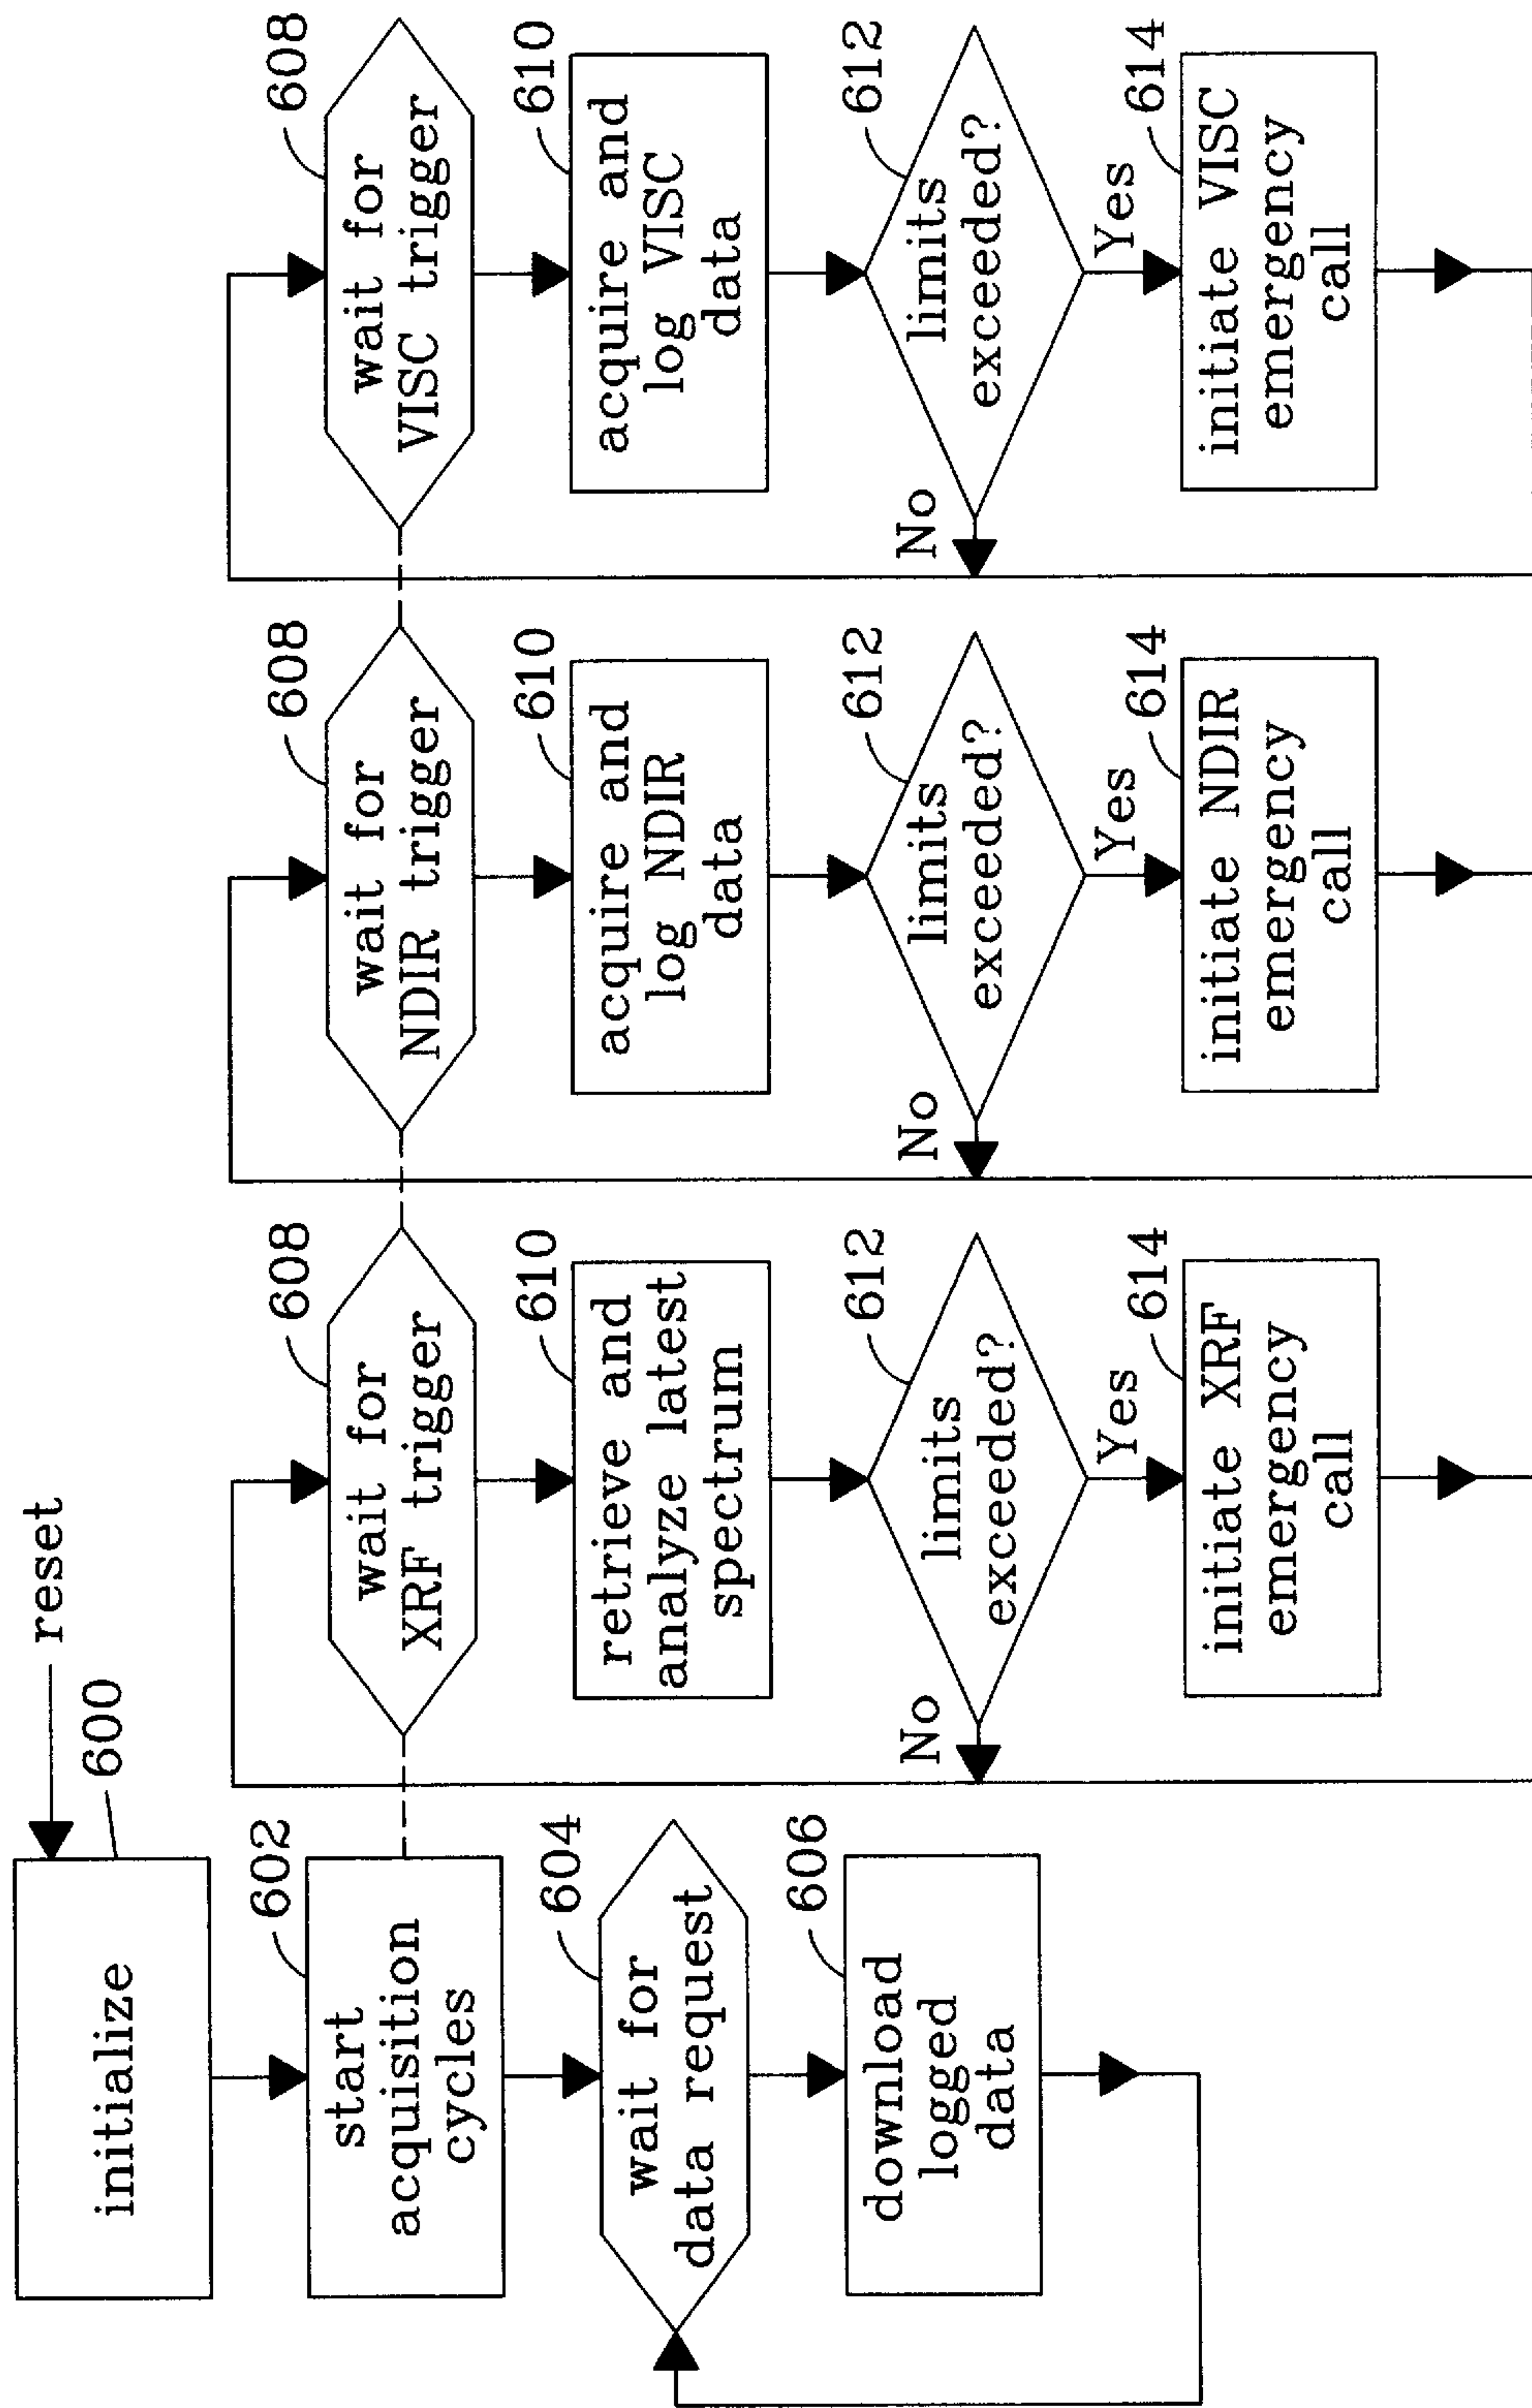 reset
600
initialize
602
start
acquisition
cycles
604
wait for
data request
606
download
logged
data
608
wait for
XRF trigger
610
retrieve and
analyze latest
spectrum
612
limits
exceeded?
No
Yes
614
initiate XRF
emergency
call
608
wait for
NDIR trigger
610
acquire and
log NDIR
data
612
limits
exceeded?
No
Yes
614
initiate NDIR
emergency
call
608
wait for
VISC trigger
610
acquire and
log VISC
data
612
limits
exceeded?
No
Yes
614
initiate VISC
emergency
call